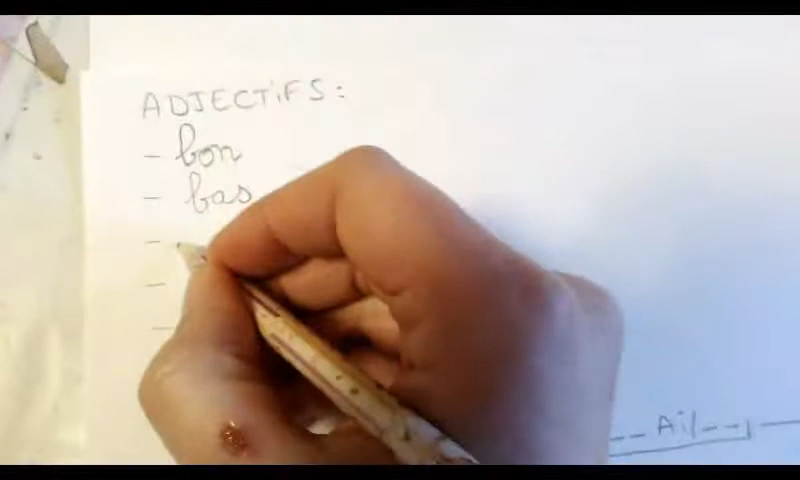 ADJECTIFS:
- bon
- bas
-
-
-